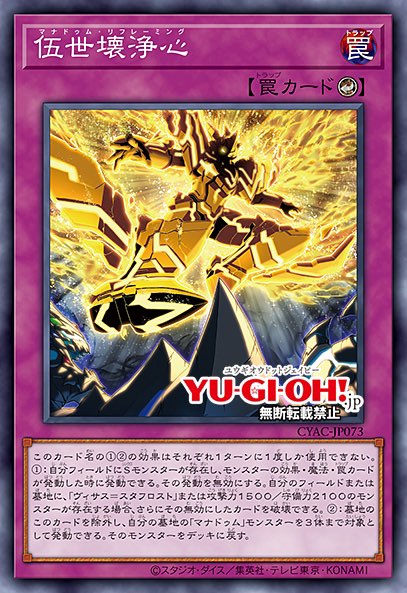 マナドゥム・リフレーミング
伍世壊浄心
トラップ
罠
トラップ
【罠カード】
ユウギオウドットジェイピー
YU-GI-OH!.jp
無断転載禁止
CYAC-JP073
このカード名の①②の効果はそれぞれ1ターンに1度しか使用できない。
①:自分フィールドにSモンスターが存在し、モンスターの効果・魔法・罠カード
が発動した時に発動できる。その発動を無効にする。自分のフィールドまたは
墓地に、「ヴィサス=スタフロスト」または攻撃力1500/守備力2100のモン
スターが存在する場合、さらにその無効にしたカードを破壊できる。②:墓地の
このカードを除外し、自分の墓地の「マナドゥム」モンスターを3体まで対象と
して発動できる。そのモンスターをデッキに戻す。
©スタジオ・ダイス/集英社・テレビ東京・KONAMI